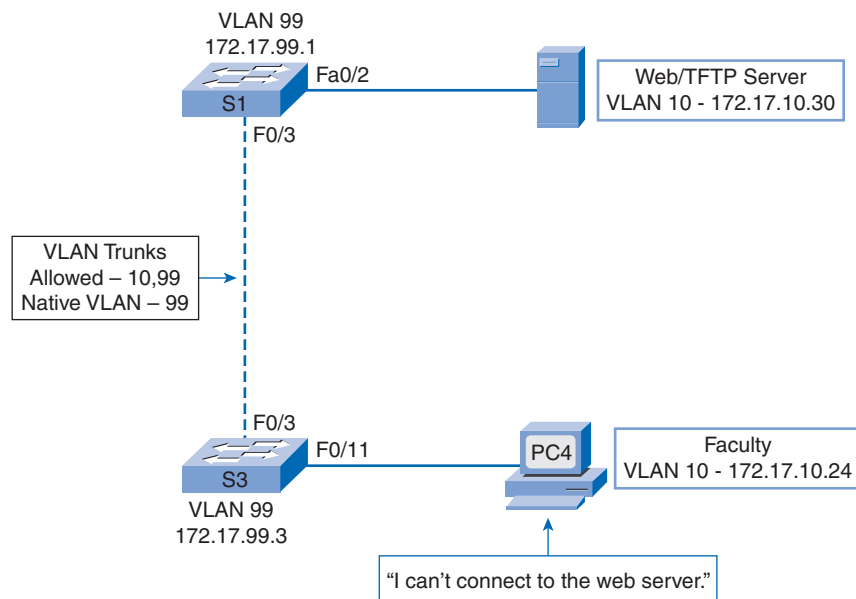 VLAN 99
172.17.99.1
Fa0/2
S1
F0/3
Web/TFTP Server
VLAN 10 - 172.17.10.30
VLAN Trunks
Allowed – 10,99
Native VLAN – 99
F0/3
F0/11
S3
VLAN 99
172.17.99.3
PC4
Faculty
VLAN 10 - 172.17.10.24
“I can’t connect to the web server.”